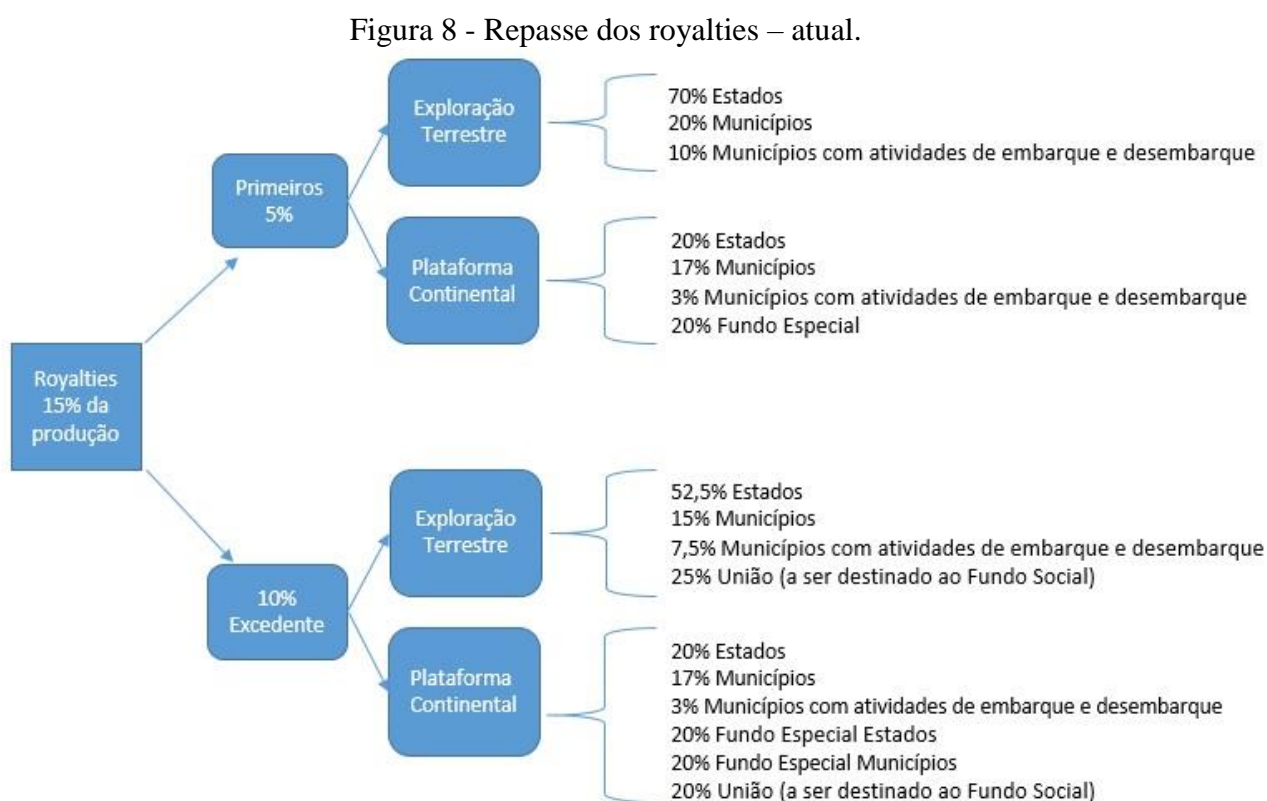 Figura 8 - Repasse dos royalties – atual.
Royalties
15% da
produção
Primeiros
5%
Exploração
Terrestre
70% Estados
20% Municípios
10% Municípios com atividades de embarque e desembarque
Plataforma
Continental
20% Estados
17% Municípios
3% Municípios com atividades de embarque e desembarque
20% Fundo Especial
10%
Excedente
Exploração
Terrestre
52,5% Estados
15% Municípios
7,5% Municípios com atividades de embarque e desembarque
25% União (a ser destinado ao Fundo Social)
Plataforma
Continental
20% Estados
17% Municípios
3% Municípios com atividades de embarque e desembarque
20% Fundo Especial Estados
20% Fundo Especial Municípios
20% União (a ser destinado ao Fundo Social)